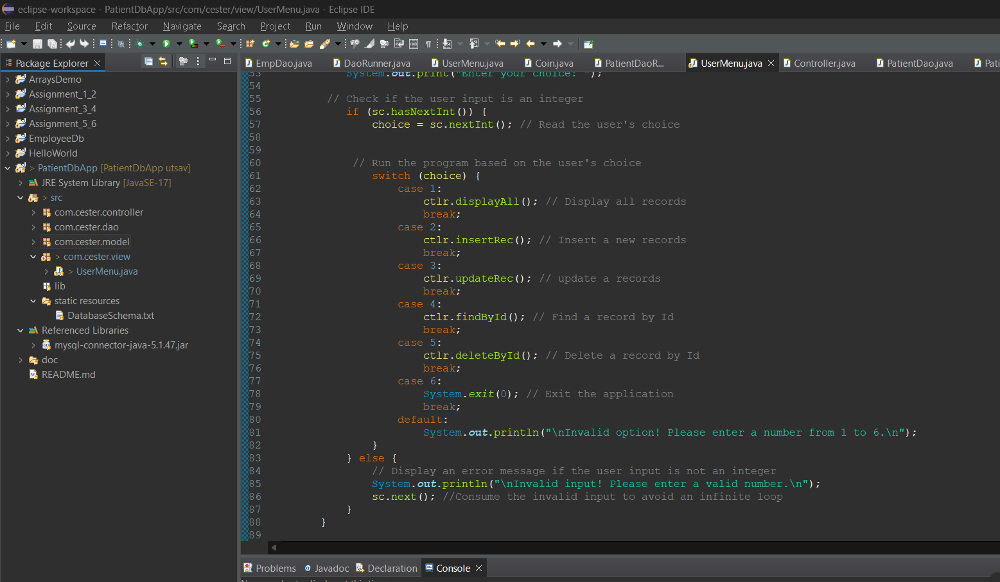 eclipse-workspace - PatientDbApp/src/com/cester/view/UserMenu.java - Eclipse IDE
File Edit Source Refactor Navigate Search Project Run Window Help
Package Explorer
ArraysDemo
Assignment_1_2
Assignment_3_4
Assignment_5_6
EmployeeDb
HelloWorld
> PatientDbApp [PatientDbApp utsav]
JRE System Library [JavaSE-17]
> src
com.cester.controller
com.cester.dao
com.cester.model
> com.cester.view
> UserMenu.java
lib
static resources
DatabaseSchema.txt
Referenced Libraries
mysql-connector-java-5.1.47.jar
doc
README.md
EmpDao.java DaoRunner.java UserMenu.java Coin.java PatientDaoR... UserMenu.java Controller.java PatientDao.java Pati
53 System.out.print("Enter your choice: ");
54
55 // Check if the user input is an integer
56 if (sc.hasNextInt()) {
57 choice = sc.nextInt(); // Read the user's choice
58
59
60 // Run the program based on the user's choice
61 switch (choice) {
62 case 1:
63 ctlr.displayAll(); // Display all records
64 break;
65 case 2:
66 ctlr.insertRec(); // Insert a new records
67 break;
68 case 3:
69 ctlr.updateRec(); // update a records
70 break;
71 case 4:
72 ctlr.findById(); // Find a record by Id
73 break;
74 case 5:
75 ctlr.deleteById(); // Delete a record by Id
76 break;
77 case 6:
78 System.exit(0); // Exit the application
79 break;
80 default:
81 System.out.println("\nInvalid option! Please enter a number from 1 to 6.\n");
82 }
83 } else {
84 // Display an error message if the user input is not an integer
85 System.out.println("\nInvalid input! Please enter a valid number.\n");
86 sc.next(); //Consume the invalid input to avoid an infinite loop
87 }
88 }
89
Problems Javadoc Declaration Console